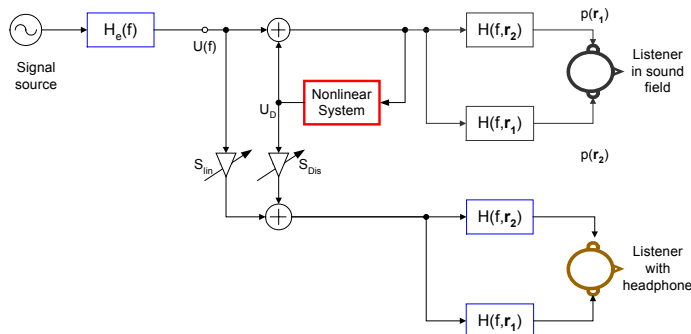 H_e(f)
U(f)
Signal
source
H(f,r_2)
p(r_1)
Listener
in sound
field
Nonlinear
System
U_D
H(f,r_1)
p(r_2)
S_lin
S_Dis
H(f,r_2)
Listener
with
headphone
H(f,r_1)